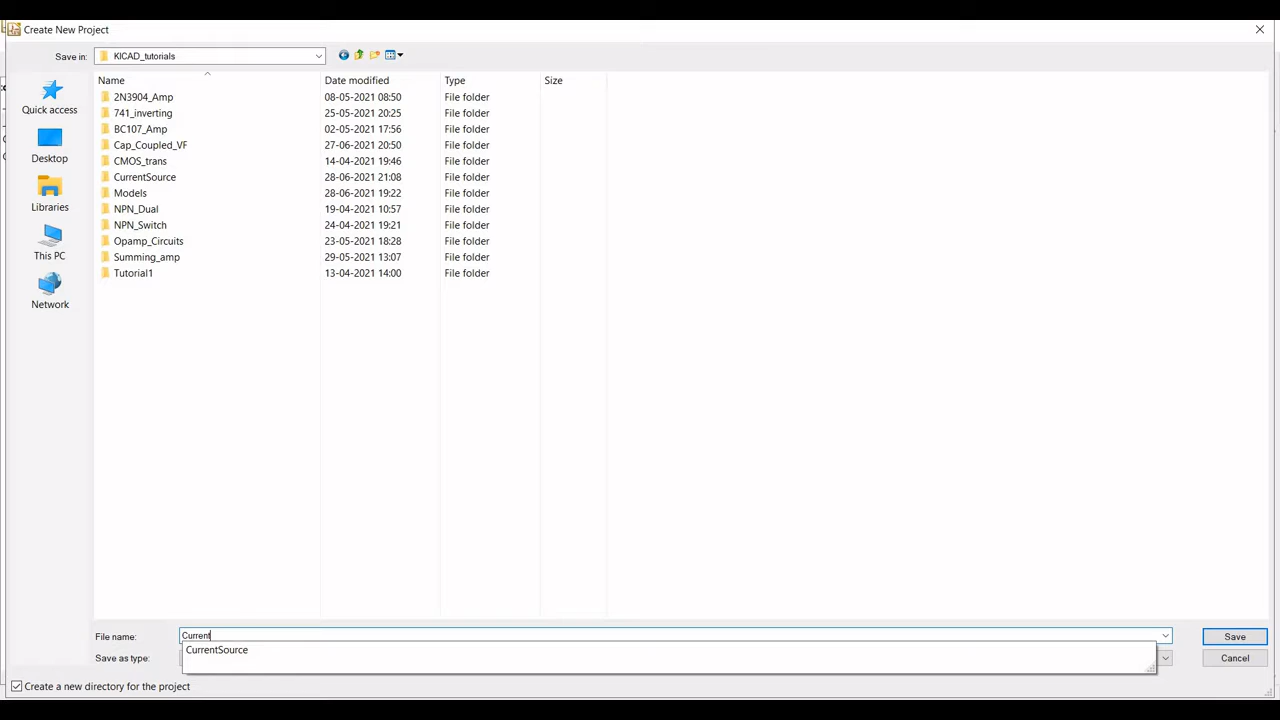 Create New Project
Save in: KICAD_tutorials
Name Date modified Type Size
2N3904_Amp 08-05-2021 08:50 File folder
741_inverting 25-05-2021 20:25 File folder
BC107_Amp 02-05-2021 17:56 File folder
Cap_Coupled_VF 27-06-2021 20:50 File folder
CMOS_trans 14-04-2021 19:46 File folder
CurrentSource 28-06-2021 21:08 File folder
Models 28-06-2021 19:22 File folder
NPN_Dual 19-04-2021 10:57 File folder
NPN_Switch 24-04-2021 19:21 File folder
Opamp_Circuits 23-05-2021 18:28 File folder
Summing_amp 29-05-2021 13:07 File folder
Tutorial1 13-04-2021 14:00 File folder
Quick access
Desktop
Libraries
This PC
Network
File name: Current Save
CurrentSource
Save as type: Cancel
Create a new directory for the project